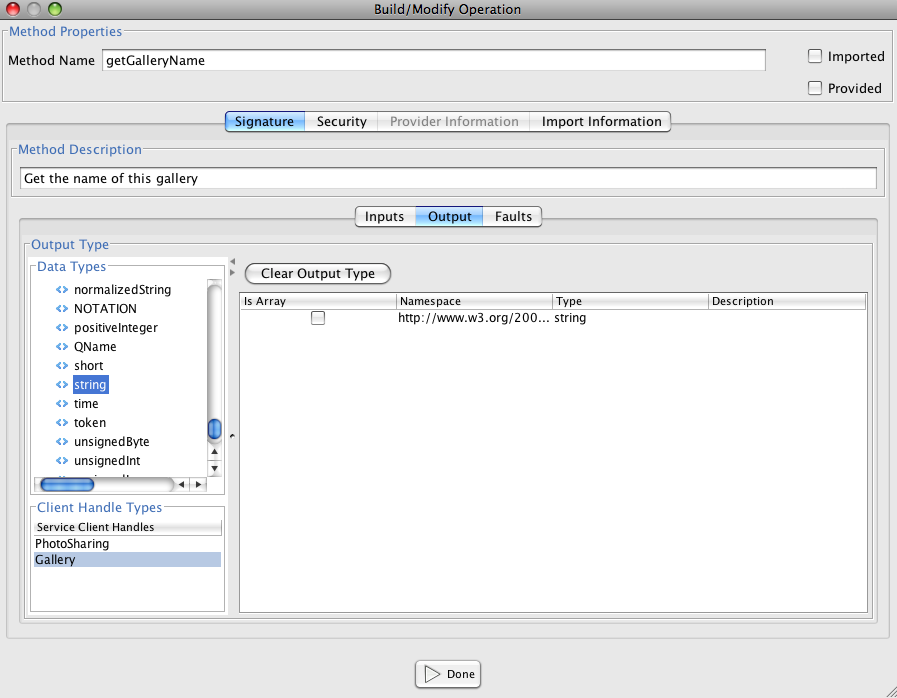 Build/Modify Operation
Method Properties
Method Name getGalleryName
Imported
Provided
Signature Security Provider Information Import Information
Method Description
Get the name of this gallery
Inputs Output Faults
Output Type
Data Types
normalizedString
NOTATION
positiveInteger
QName
short
string
time
token
unsignedByte
unsignedInt
Clear Output Type
Is Array Namespace Type Description
http://www.w3.org/200... string
Client Handle Types
Service Client Handles
PhotoSharing
Gallery
Done